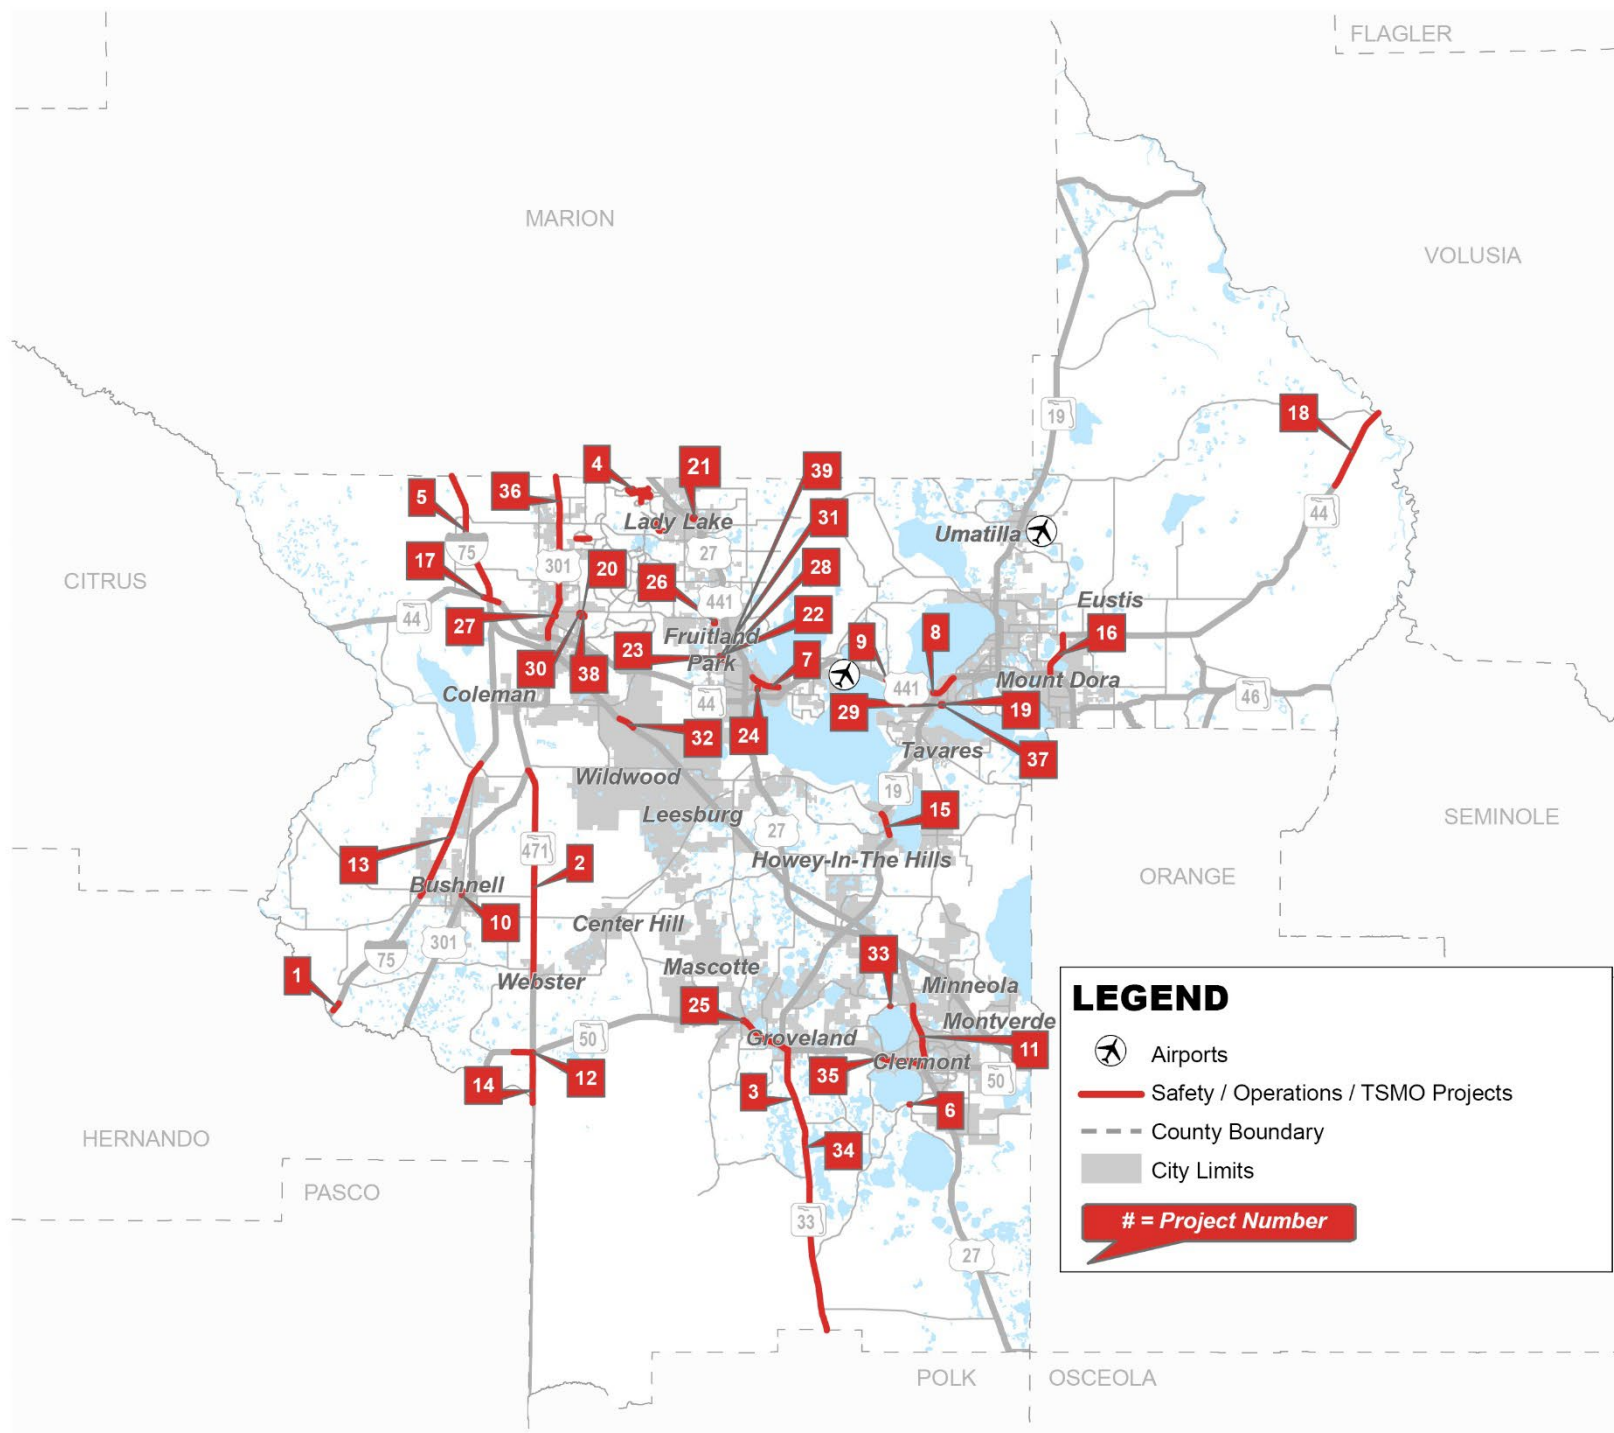 FLAGLER
MARION
VOLUSIA
19
18
4
21
39
5
36
44
31
Lady Lake
Umatilla
75
27
17
301
20
28
CITRUS
26
441
Eustis
44
22
27
Fruitland
Park
23
9
8
16
7
30
38
Mount Dora
Coleman
44
441
46
29
19
24
32
Tavares
37
Wildwood
19
15
Leesburg
SEMINOLE
27
471
13
2
Howey-In-The Hills
Bushnell
ORANGE
10
Center Hill
301
33
75
Mascotte
1
Webster
Minneola
25
Montverde
50
Groveland
11
Clermont
35
14
12
50
3
6
HERNANDO
34
PASCO
33
27
POLK
OSCEOLA
LEGEND
Airports
Safety / Operations / TSMO Projects
County Boundary
City Limits
# = Project Number